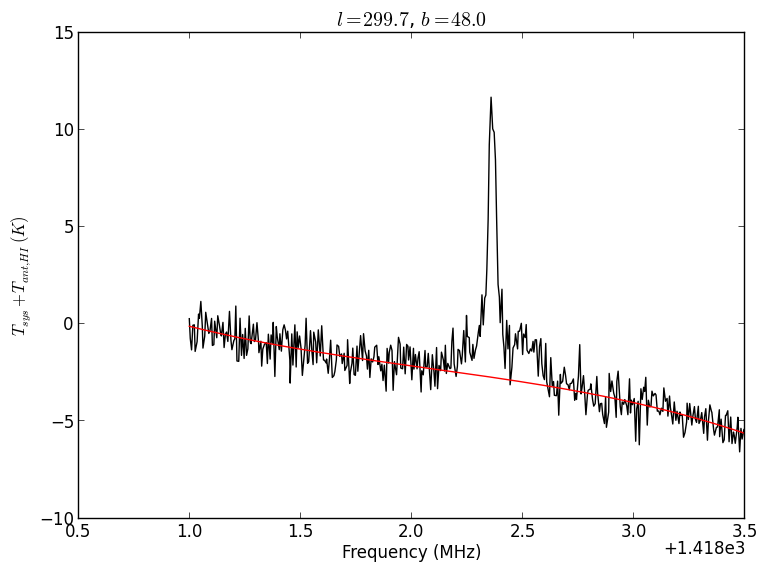 l = 299.7, b = 48.0
15
10
5
0
−5
−10
T_sys + T_ant,HI (K)
0.5 1.0 1.5 2.0 2.5 3.0 3.5
Frequency (MHz) +1.418e3